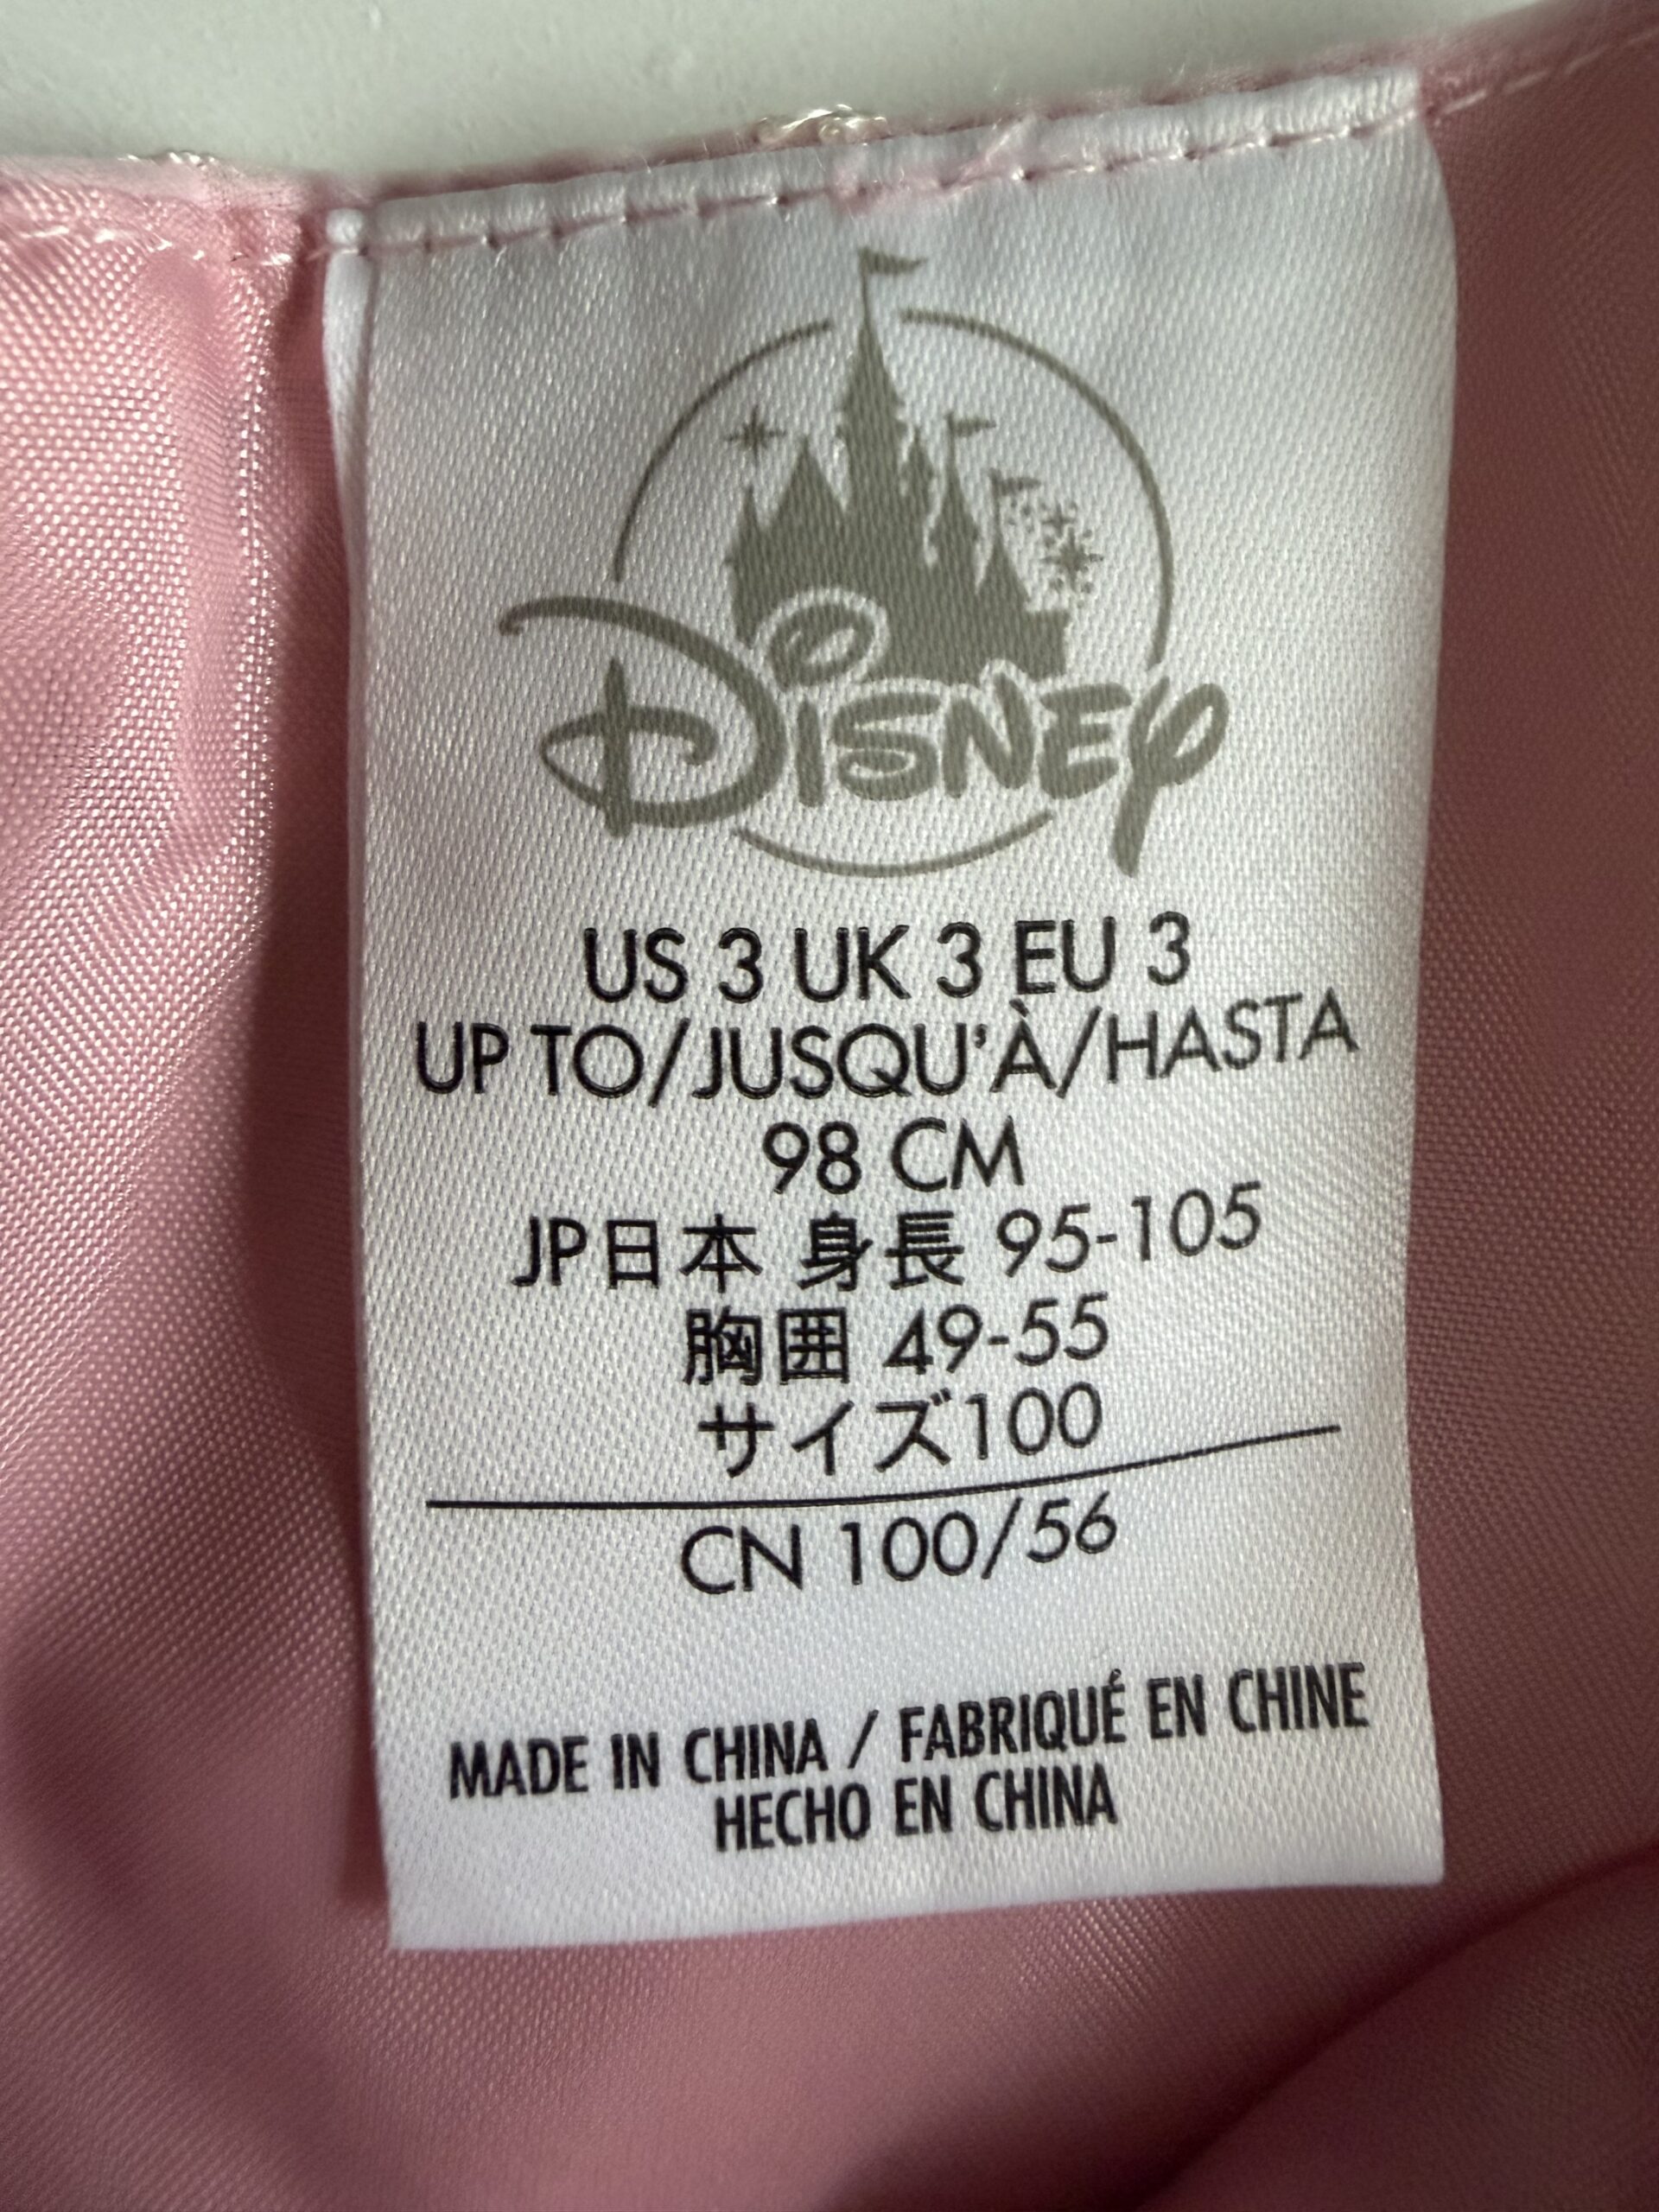 Disney
US 3 UK 3 EU 3
UP TO/JUSQU'À/HASTA
98 CM
JP日本 身長 95-105
胸囲 49-55
サイズ100
CN 100/56
MADE IN CHINA / FABRIQUÉ EN CHINE
HECHO EN CHINA